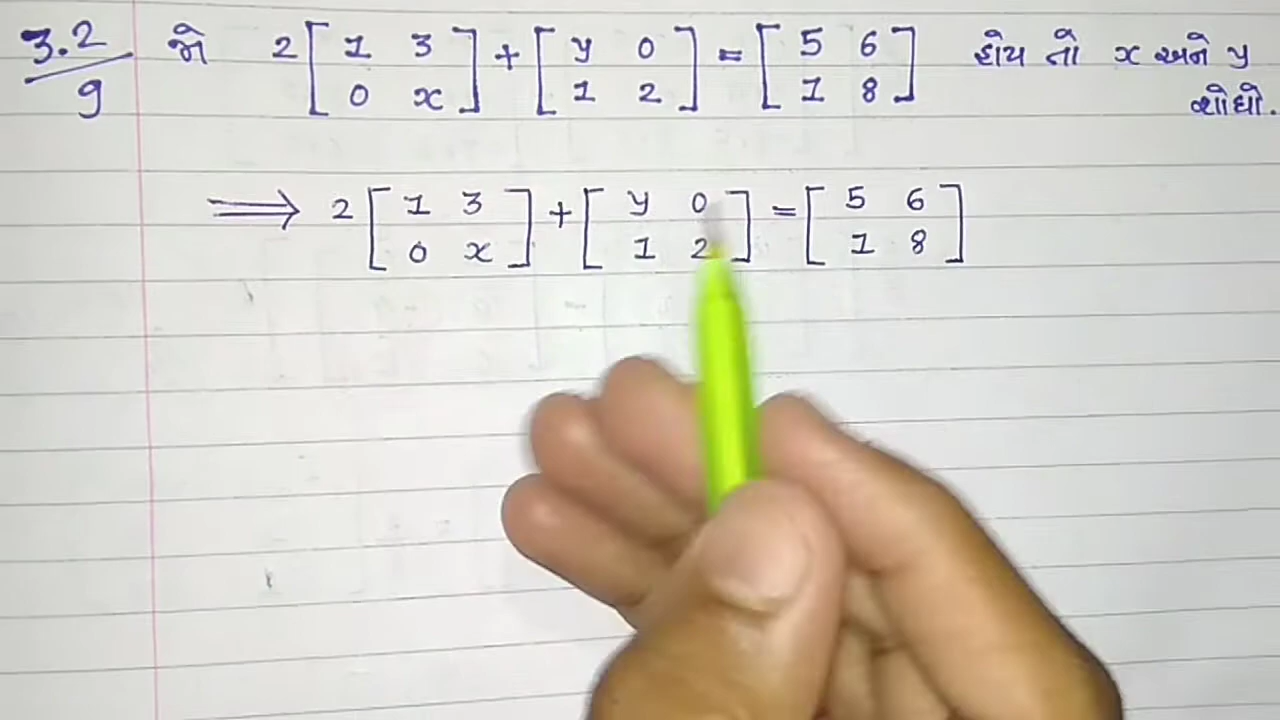 3.2 જો 2 [ 1 3 ] + [ y 0 ] = [ 5 6 ] હોય તો x અને y
9 [ 0 x ] [ 1 2 ] [ 1 8 ] શોધો.
⟹ 2 [ 1 3 ] + [ y 0 ] = [ 5 6 ]
[ 0 x ] [ 1 2 ] [ 1 8 ]